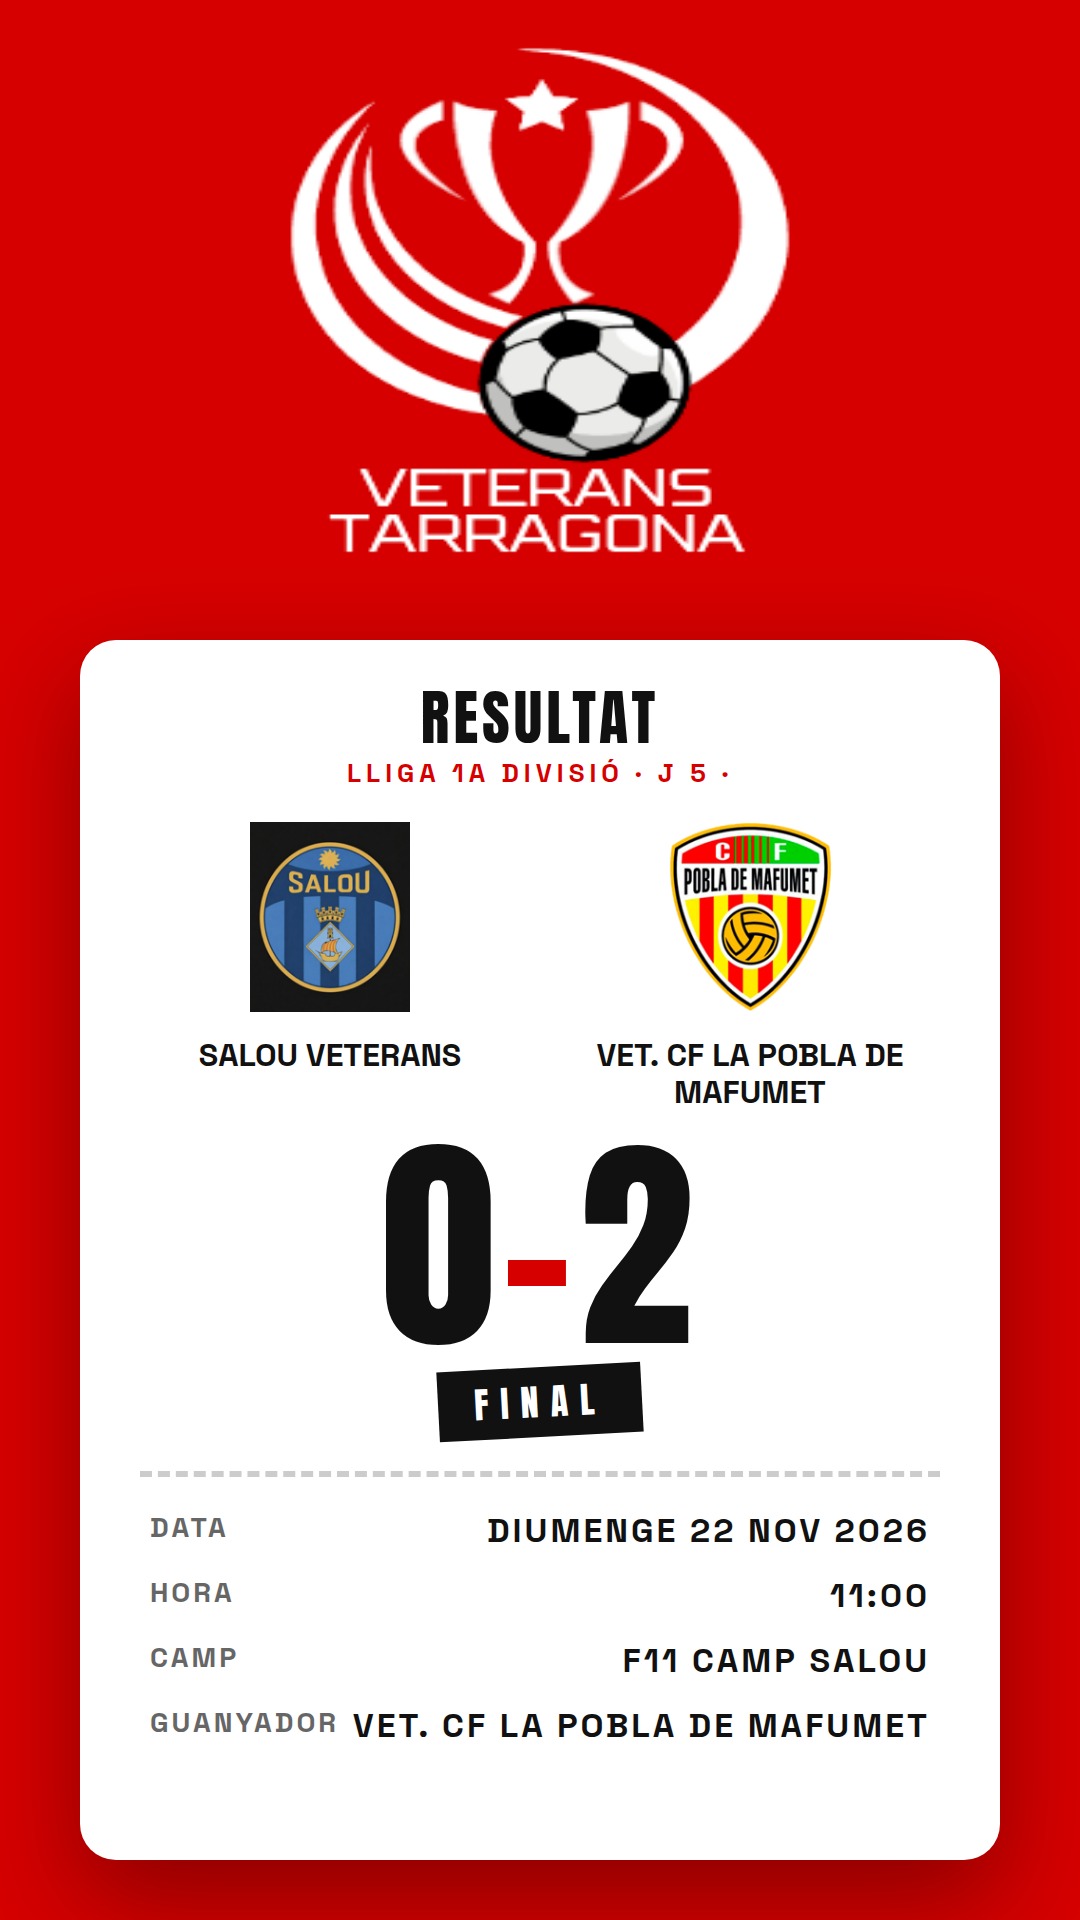 VETERANS
TARRAGONA
RESULTAT
LLIGA 1A DIVISIÓ · J 5 ·
SALOU
C F
POBLA DE MAFUMET
SALOU VETERANS
VET. CF LA POBLA DE
MAFUMET
0-2
FINAL
DATA DIUMENGE 22 NOV 2026
HORA 11:00
CAMP F11 CAMP SALOU
GUANYADOR VET. CF LA POBLA DE MAFUMET